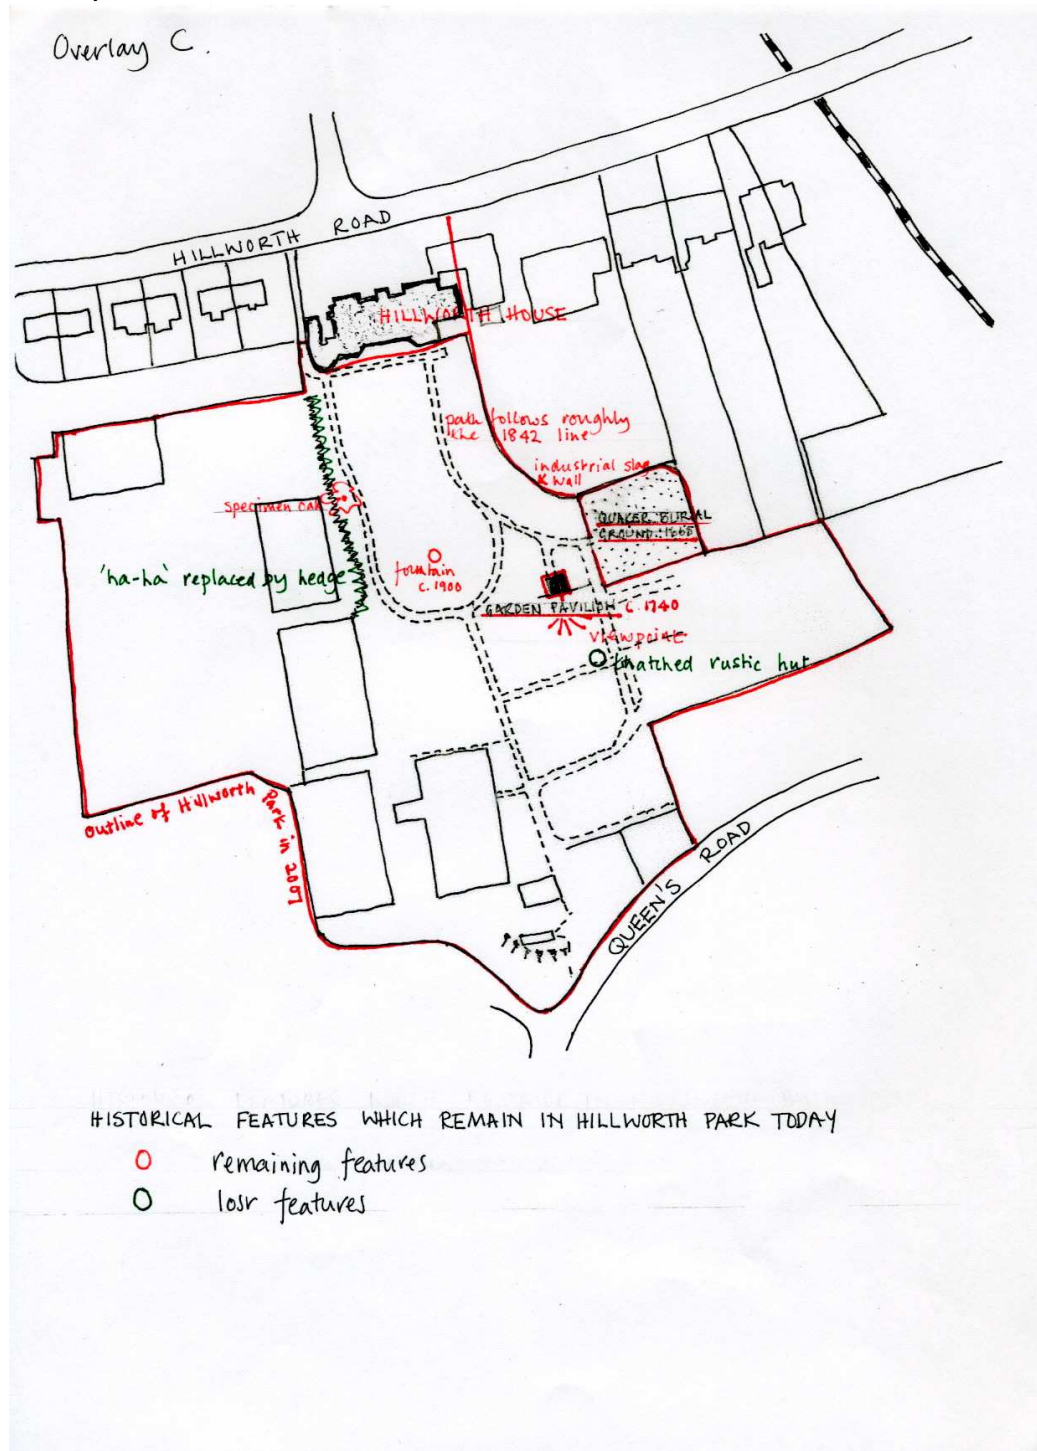 Overlay C.
HILLWORTH ROAD
HILLWORTH HOUSE
path follows roughly
the 1842 line
industrial slag
& wall
specimen oak
QUAKER BURIAL
GROUND: 1665
'ha-ha' replaced by hedge
fountain
c. 1900
GARDEN PAVILION c. 1740
viewpoint
thatched rustic hut
outline of Hillworth Park in 2007
QUEEN'S ROAD
HISTORICAL FEATURES WHICH REMAIN IN HILLWORTH PARK TODAY
remaining features
losr features